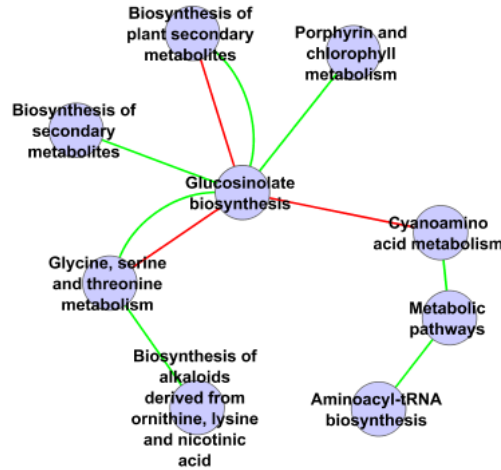 Biosynthesis of
plant secondary
metabolites
Porphyrin and
chlorophyll
metabolism
Biosynthesis of
secondary
metabolites
Glucosinolate
biosynthesis
Cyanoamino
acid metabolism
Glycine, serine
and threonine
metabolism
Metabolic
pathways
Biosynthesis of
alkaloids
derived from
ornithine, lysine
and nicotinic
acid
Aminoacyl-tRNA
biosynthesis